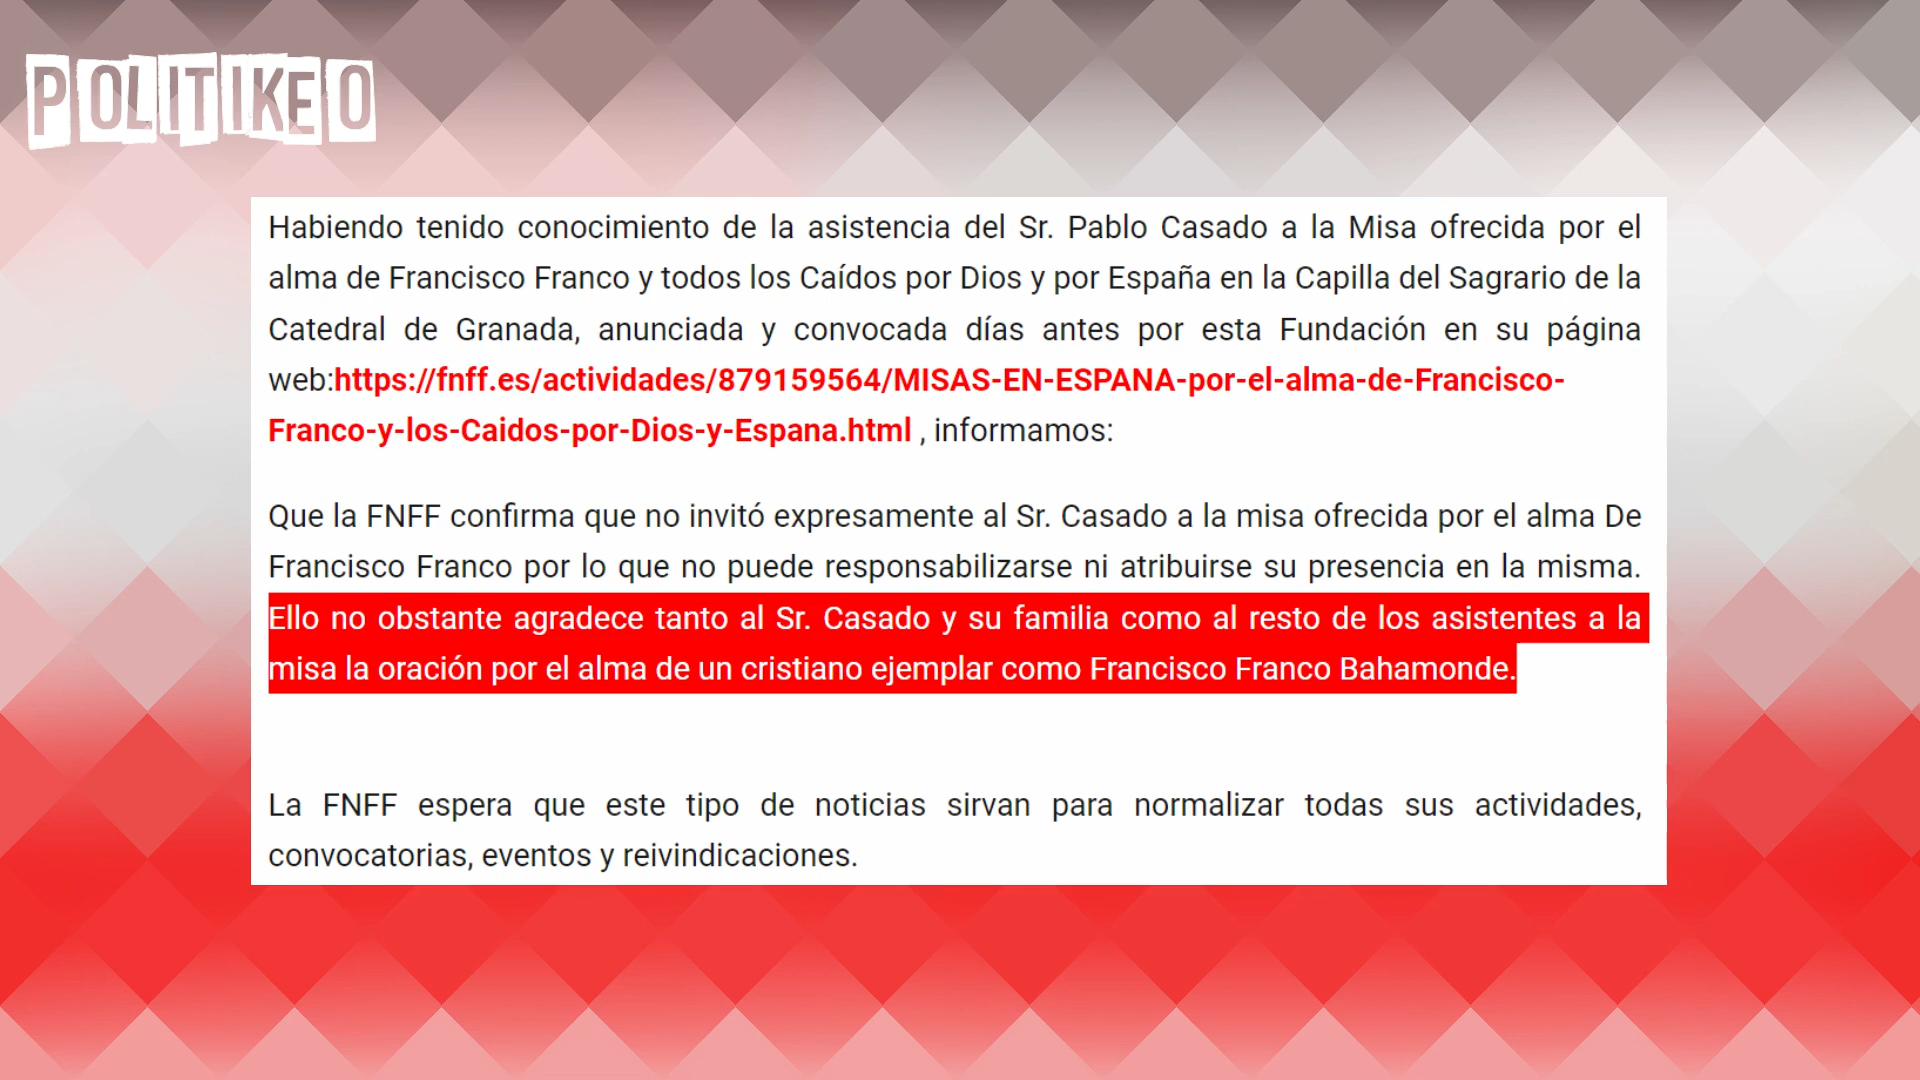 POLITIKEO
Habiendo tenido conocimiento de la asistencia del Sr. Pablo Casado a la Misa ofrecida por el
alma de Francisco Franco y todos los Caídos por Dios y por España en la Capilla del Sagrario de la
Catedral de Granada, anunciada y convocada días antes por esta Fundación en su página
web:https://fnff.es/actividades/879159564/MISAS-EN-ESPANA-por-el-alma-de-Francisco-
Franco-y-los-Caidos-por-Dios-y-Espana.html , informamos:
Que la FNFF confirma que no invitó expresamente al Sr. Casado a la misa ofrecida por el alma De
Francisco Franco por lo que no puede responsabilizarse ni atribuirse su presencia en la misma.
Ello no obstante agradece tanto al Sr. Casado y su familia como al resto de los asistentes a la
misa la oración por el alma de un cristiano ejemplar como Francisco Franco Bahamonde.
La FNFF espera que este tipo de noticias sirvan para normalizar todas sus actividades,
convocatorias, eventos y reivindicaciones.